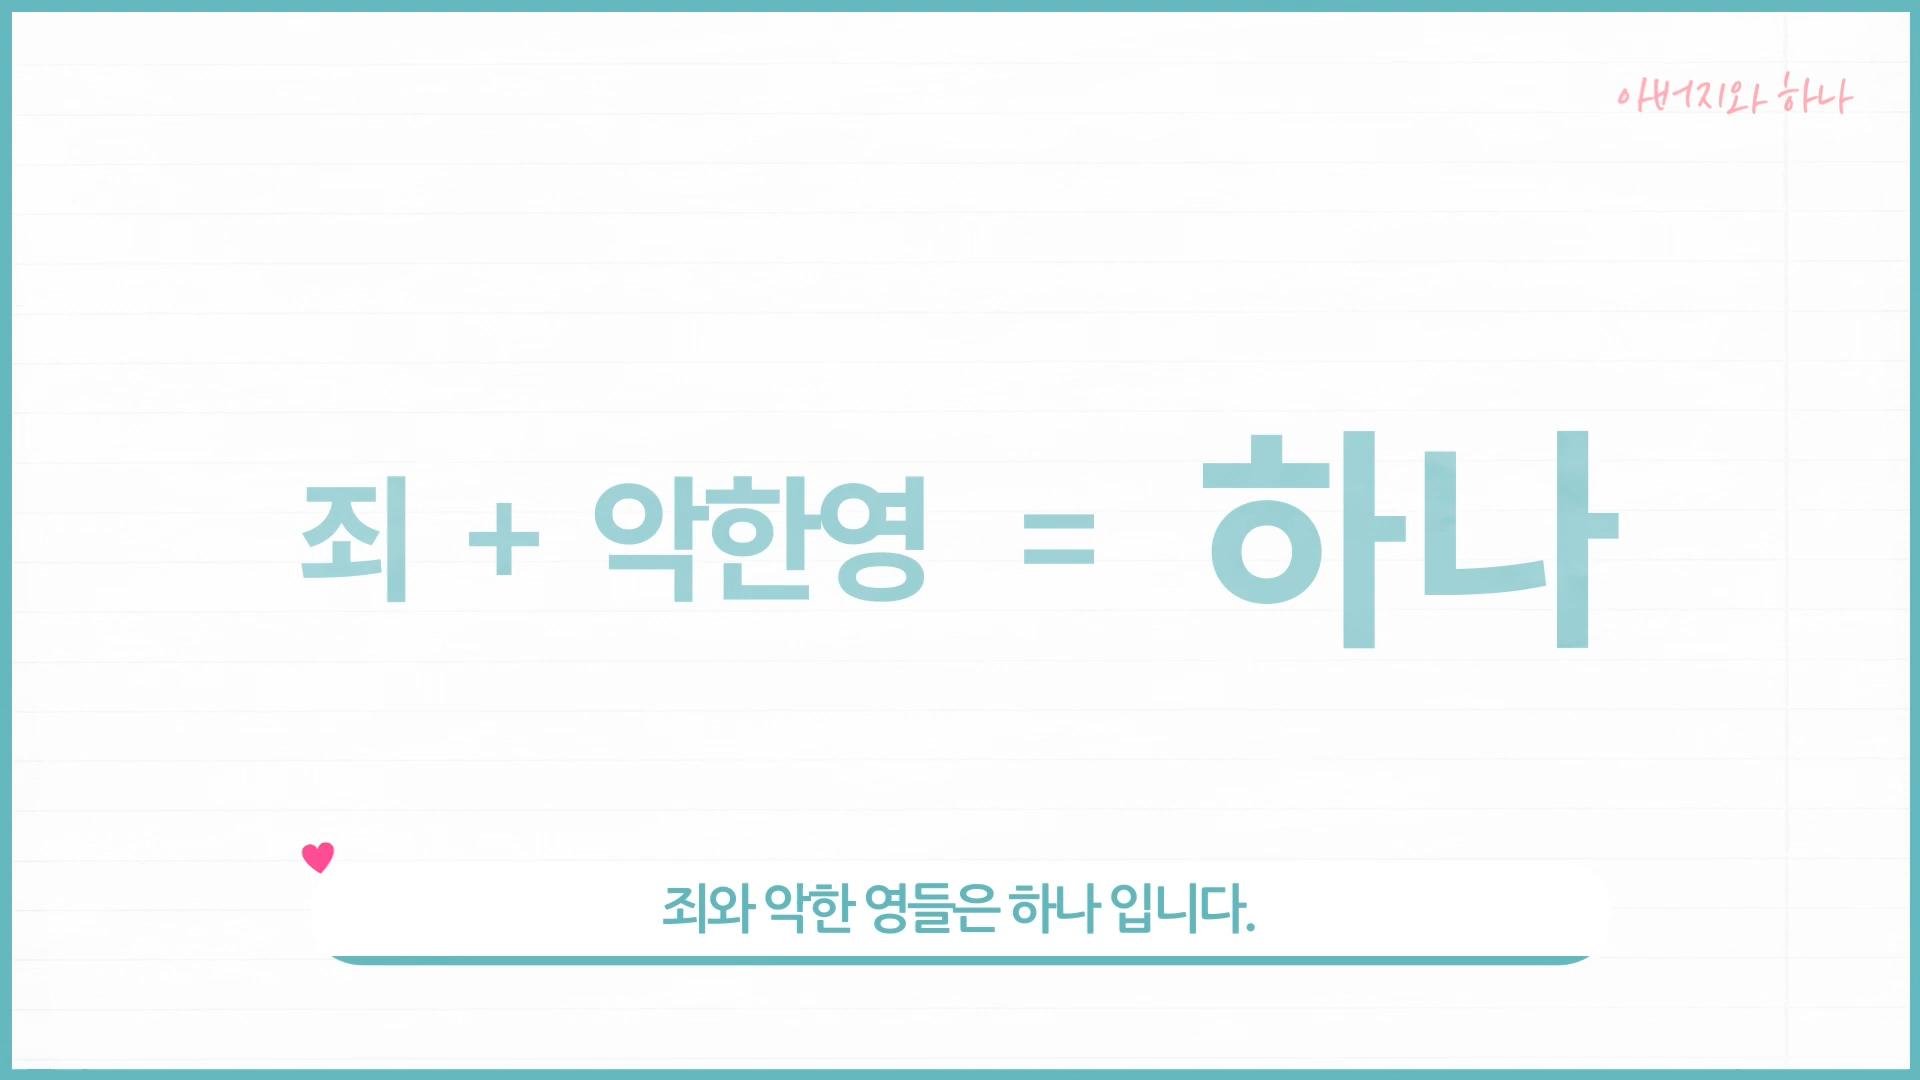 아버지와 하나
죄 + 악한영 = 하나
죄와 악한 영들은 하나 입니다.